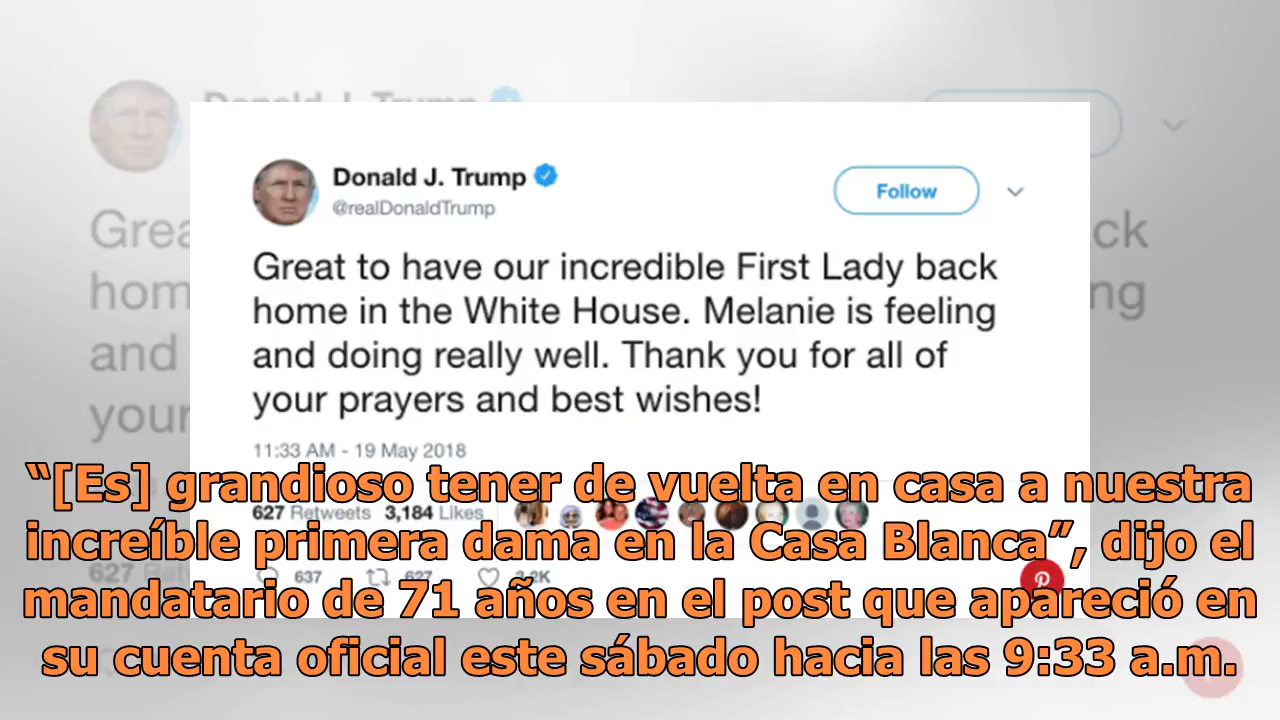 Donald J. Trump
@realDonaldTrump
Follow
Great to have our incredible First Lady back
home in the White House. Melanie is feeling
and doing really well. Thank you for all of
your prayers and best wishes!
11:33 AM - 19 May 2018
627 Retweets 3,184 Likes
637 627 3.2K
“[Es] grandioso tener de vuelta en casa a nuestra
increíble primera dama en la Casa Blanca”, dijo el
mandatario de 71 años en el post que apareció en
su cuenta oficial este sábado hacia las 9:33 a.m.